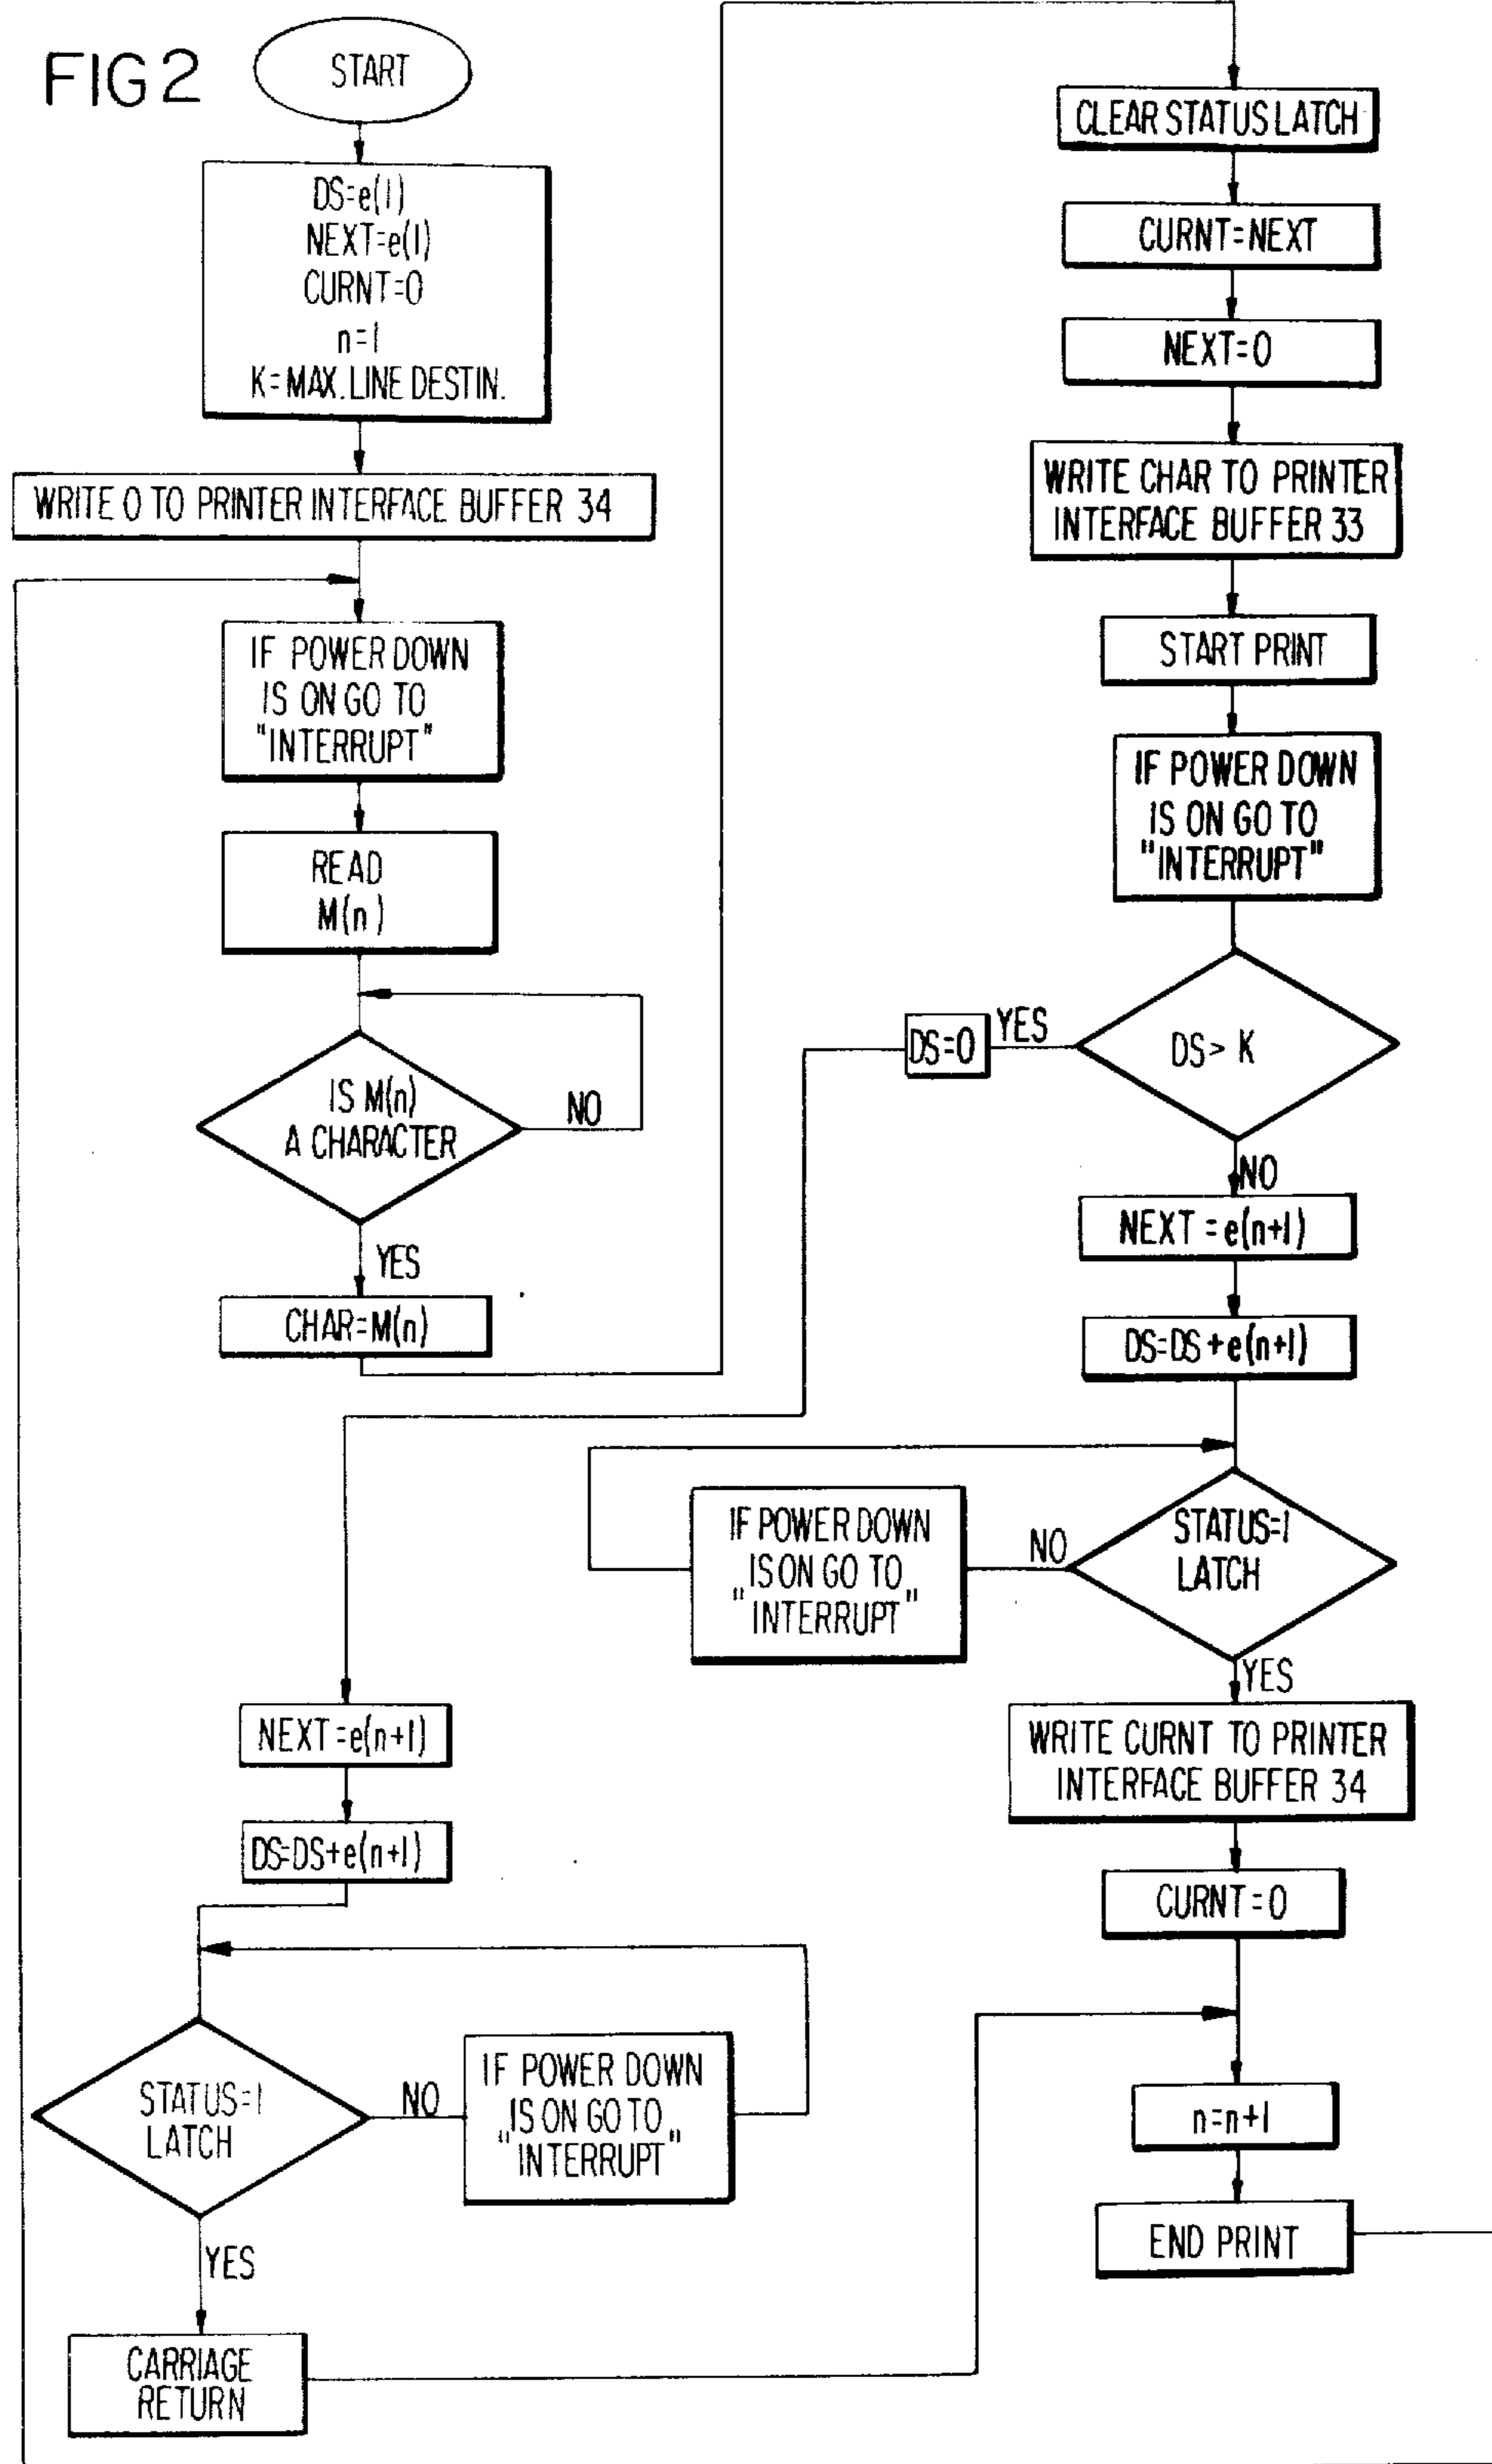 FIG 2
START
DS=e(1)
NEXT=e(1)
CURNT=0
n=1
K=MAX.LINE DESTIN.
WRITE 0 TO PRINTER INTERFACE BUFFER 34
IF POWER DOWN
IS ON GO TO
"INTERRUPT"
READ
M(n)
IS M(n)
A CHARACTER
NO
YES
CHAR=M(n)
CLEAR STATUS LATCH
CURNT=NEXT
NEXT=0
WRITE CHAR TO PRINTER
INTERFACE BUFFER 33
START PRINT
IF POWER DOWN
IS ON GO TO
"INTERRUPT"
DS> K
YES
DS=0
NO
NEXT=e(n+1)
DS=DS+e(n+1)
STATUS=1
LATCH
NO
IF POWER DOWN
IS ON GO TO
"INTERRUPT"
YES
WRITE CURNT TO PRINTER
INTERFACE BUFFER 34
CURNT=0
n=n+1
END PRINT
NEXT=e(n+1)
DS=DS+e(n+1)
STATUS=1
LATCH
NO
IF POWER DOWN
IS ON GO TO
"INTERRUPT"
YES
CARRIAGE
RETURN